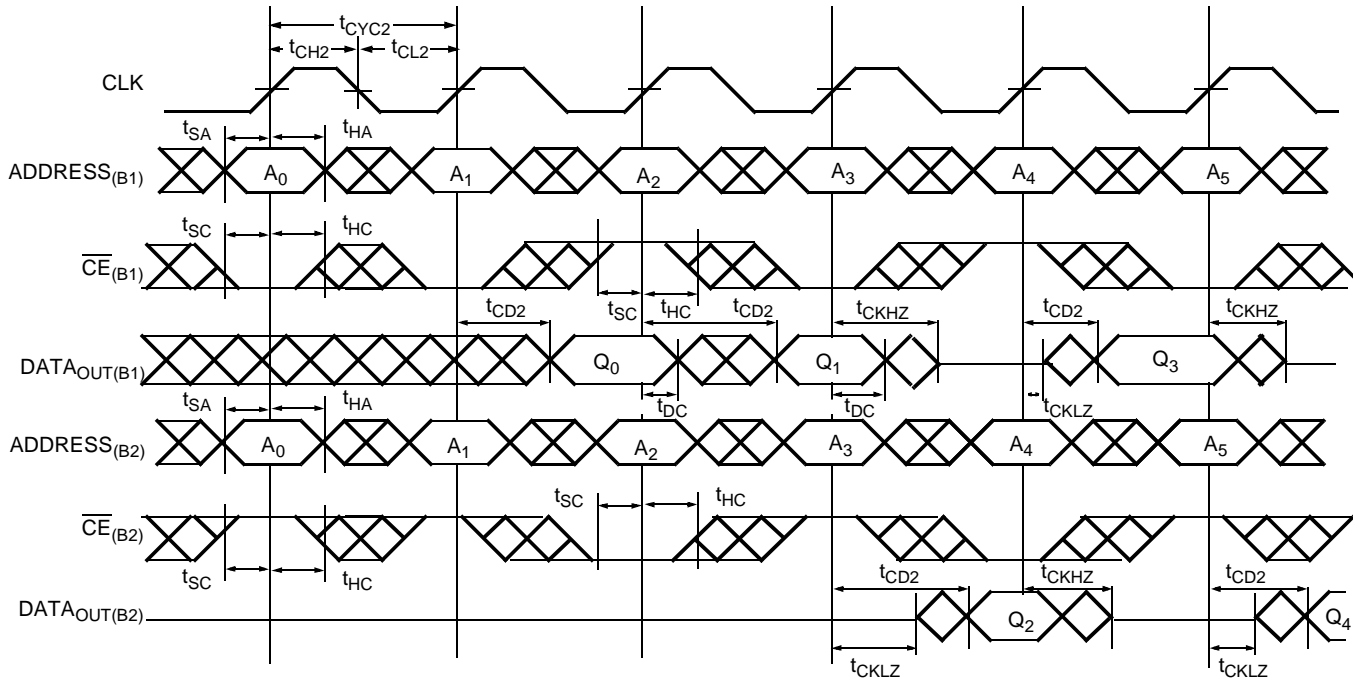 tCYC2
tCH2 tCL2
CLK
tSA tHA
ADDRESS(B1) A0 A1 A2 A3 A4 A5
tSC tHC
CE(B1)
tCD2 tSC tHC tCD2 tCKHZ tCD2 tCKHZ
DATAOUT(B1) Q0 Q1 Q3
tSA tHA tDC tDC tCKLZ
ADDRESS(B2) A0 A1 A2 A3 A4 A5
tSC tHC
CE(B2)
tSC tHC tCD2 tCKHZ tCD2
DATAOUT(B2) Q2 Q4
tCKLZ tCKLZ